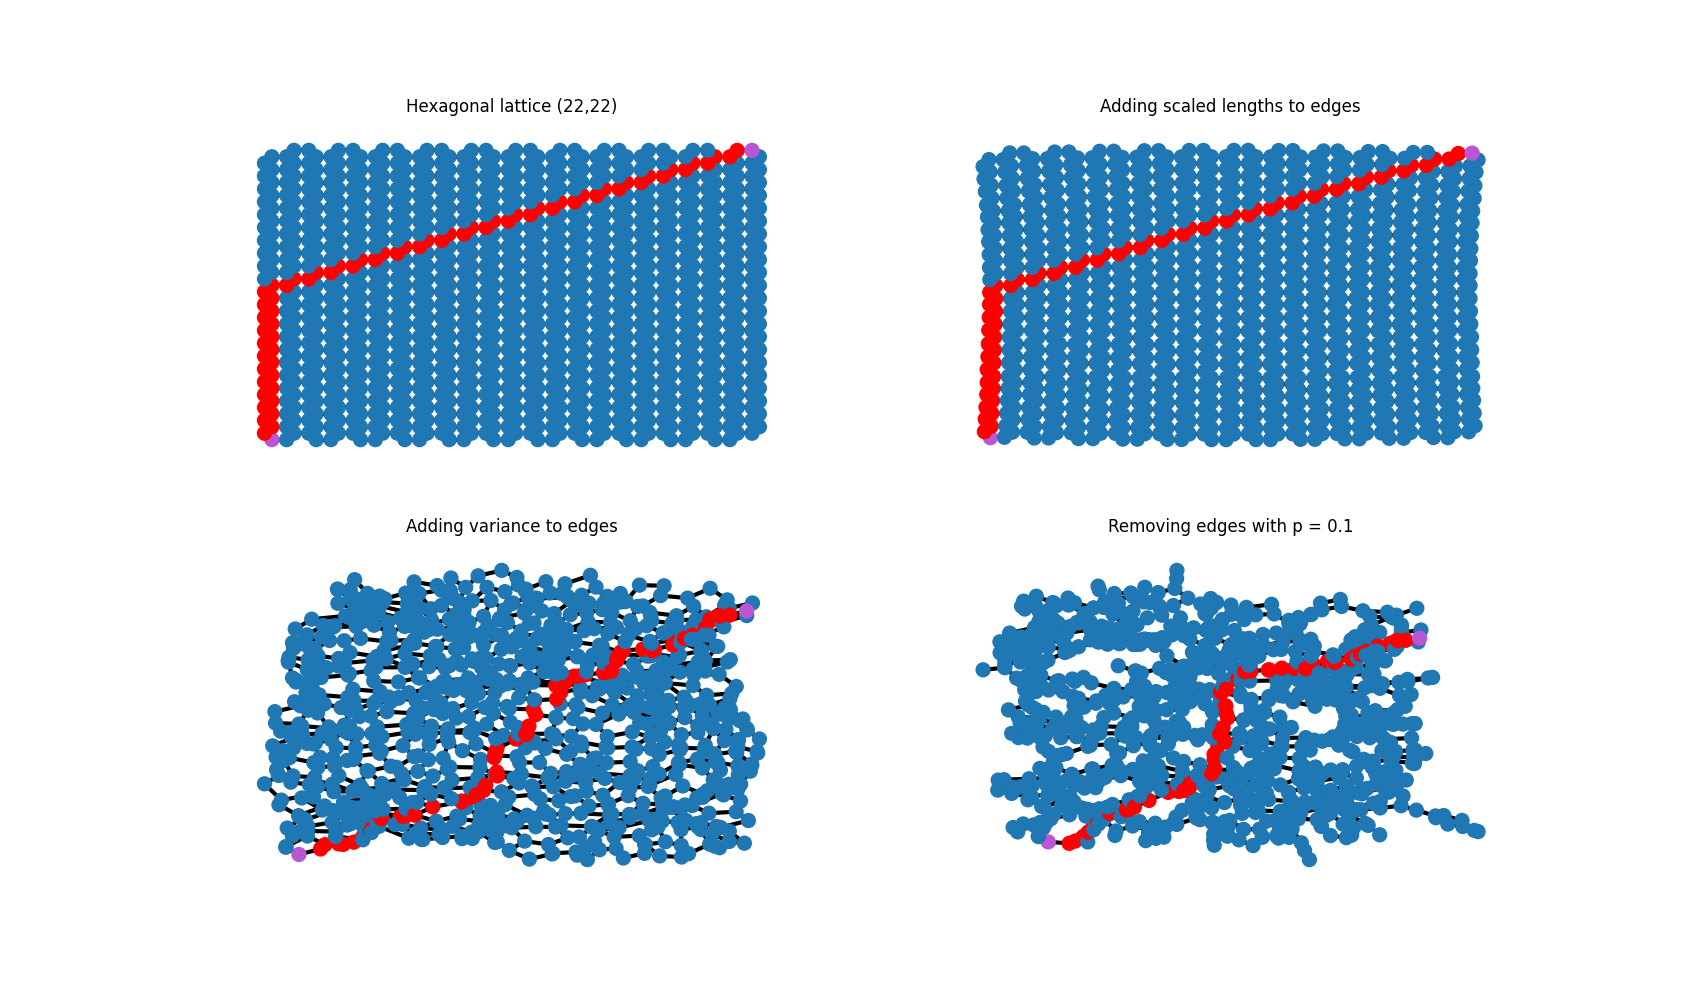 Hexagonal lattice (22,22)
Adding scaled lengths to edges
Adding variance to edges
Removing edges with p = 0.1